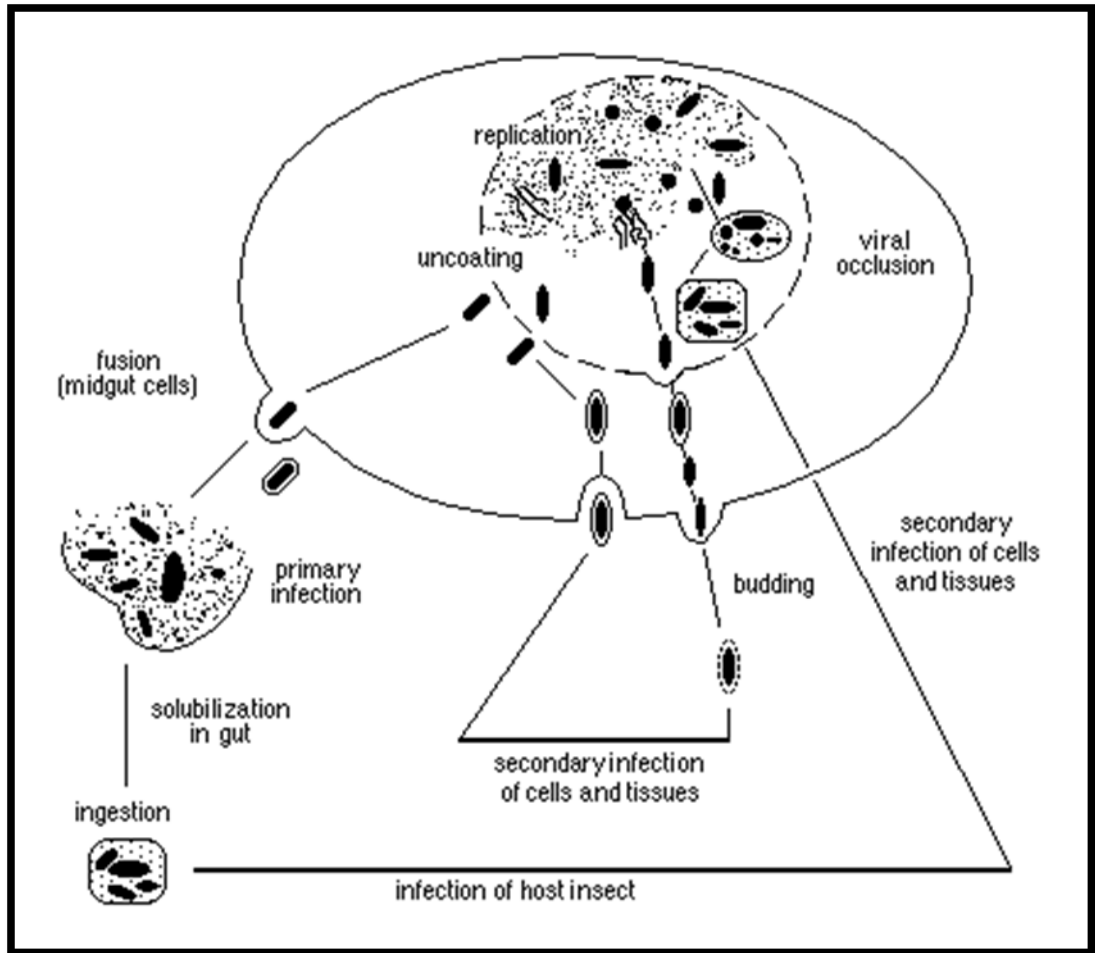 replication
uncoating
viral
occlusion
fusion
(midgut cells)
primary
infection
secondary
infection of cells
and tissues
budding
solubilization
in gut
secondary infection
of cells and tissues
ingestion
infection of host insect